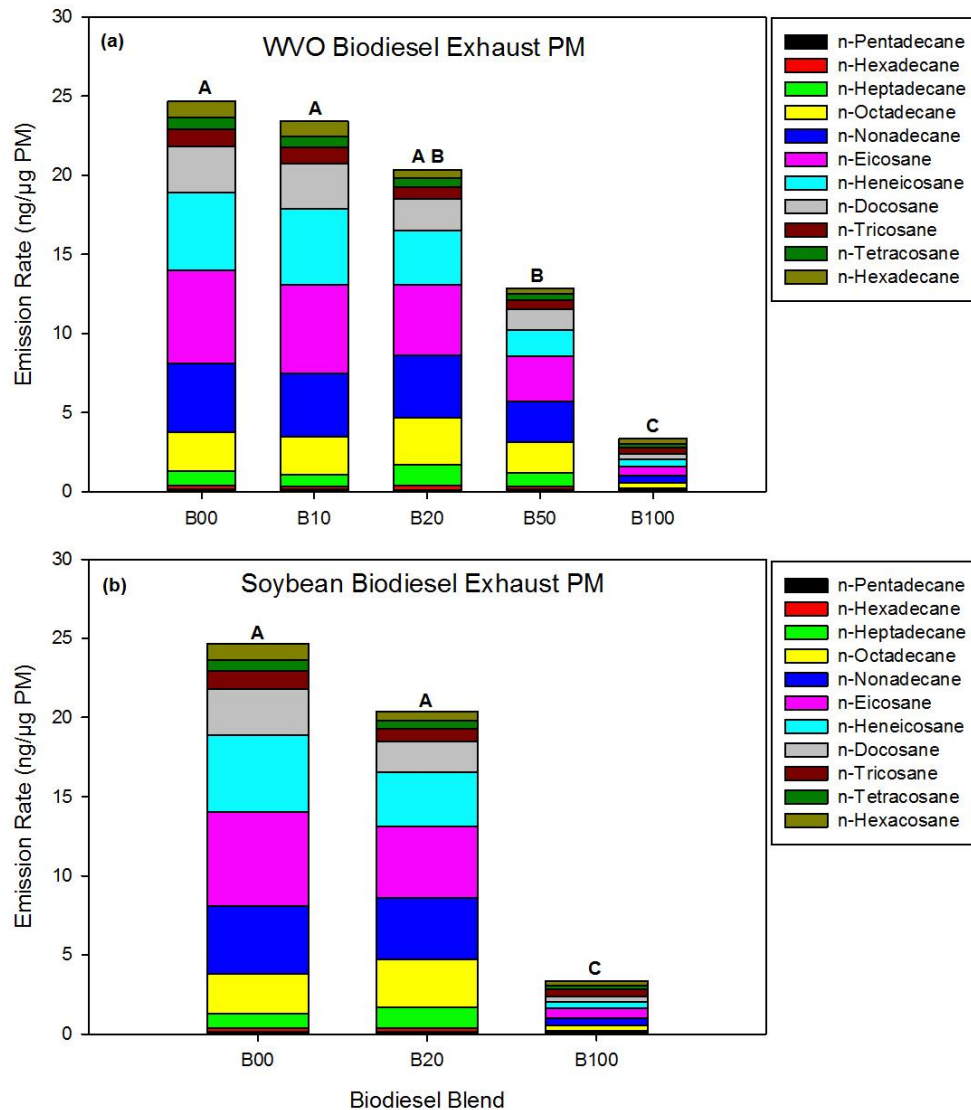 (a)
WVO Biodiesel Exhaust PM
Emission Rate (ng/µg PM)
30
25
20
15
10
5
0
A
A
A B
B
C
B00
B10
B20
B50
B100
n-Pentadecane
n-Hexadecane
n-Heptadecane
n-Octadecane
n-Nonadecane
n-Eicosane
n-Heneicosane
n-Docosane
n-Tricosane
n-Tetracosane
n-Hexadecane
(b)
Soybean Biodiesel Exhaust PM
Emission Rate (ng/µg PM)
30
25
20
15
10
5
0
A
A
C
B00
B20
B100
Biodiesel Blend
n-Pentadecane
n-Hexadecane
n-Heptadecane
n-Octadecane
n-Nonadecane
n-Eicosane
n-Heneicosane
n-Docosane
n-Tricosane
n-Tetracosane
n-Hexacosane